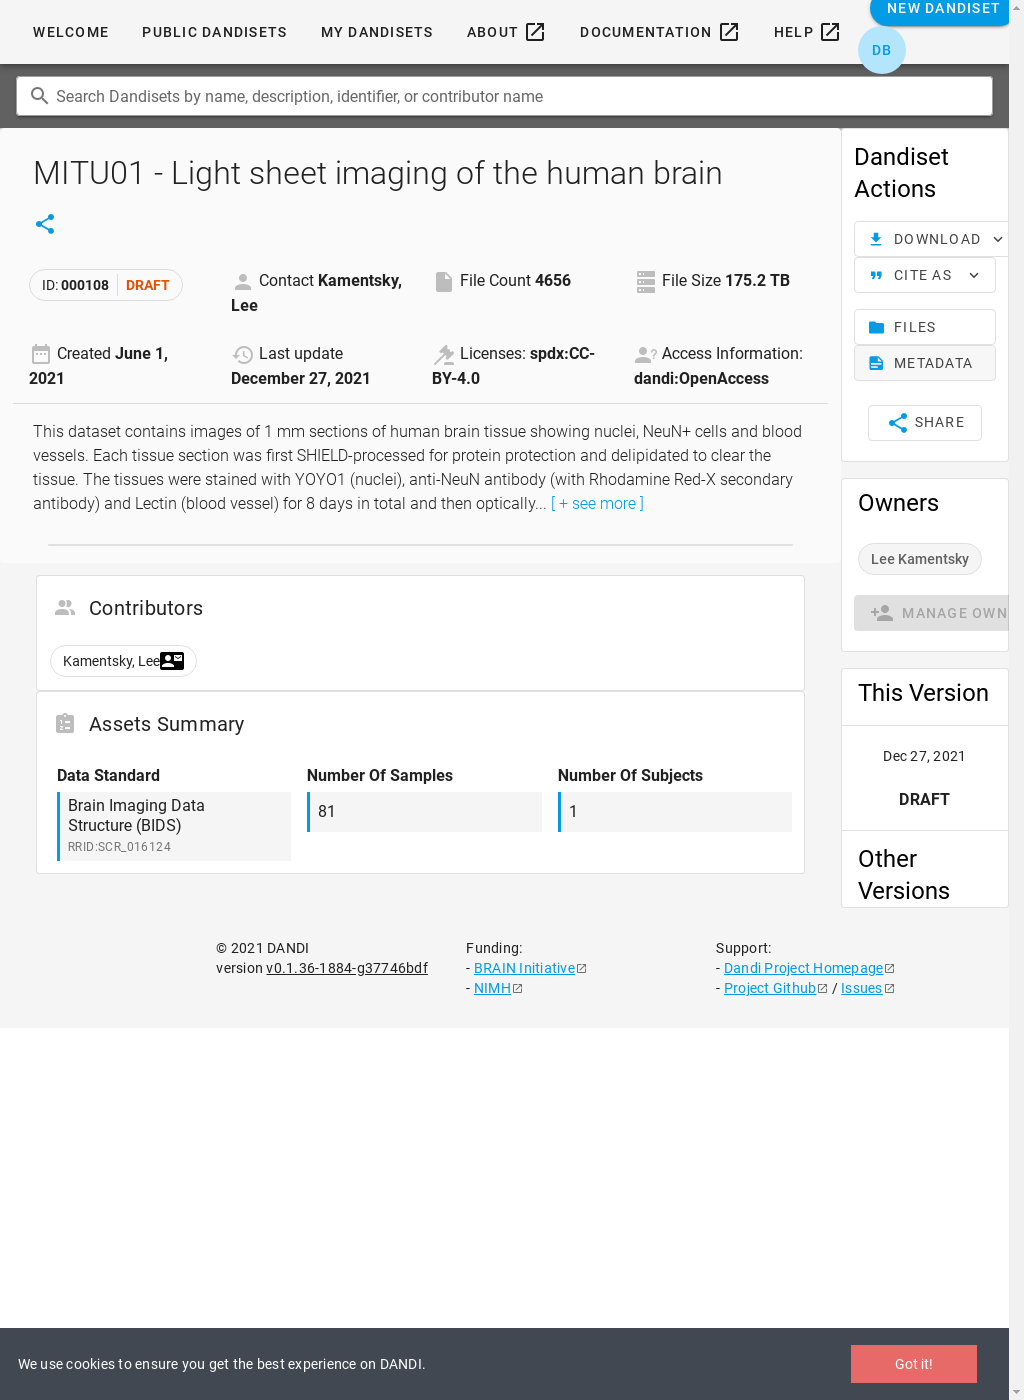 WELCOME
PUBLIC DANDISETS
MY DANDISETS
ABOUT
DOCUMENTATION
HELP
NEW DANDISET
DB
Search Dandisets by name, description, identifier, or contributor name
MITU01 - Light sheet imaging of the human brain
ID: 000108 DRAFT
Contact Kamentsky,
Lee
File Count 4656
File Size 175.2 TB
Created June 1,
2021
Last update
December 27, 2021
Licenses: spdx:CC-
BY-4.0
Access Information:
dandi:OpenAccess
This dataset contains images of 1 mm sections of human brain tissue showing nuclei, NeuN+ cells and blood
vessels. Each tissue section was first SHIELD-processed for protein protection and delipidated to clear the
tissue. The tissues were stained with YOYO1 (nuclei), anti-NeuN antibody (with Rhodamine Red-X secondary
antibody) and Lectin (blood vessel) for 8 days in total and then optically... [ + see more ]
Contributors
Kamentsky, Lee
Assets Summary
Data Standard
Brain Imaging Data
Structure (BIDS)
RRID:SCR_016124
Number Of Samples
81
Number Of Subjects
1
Dandiset
Actions
DOWNLOAD
CITE AS
FILES
METADATA
SHARE
Owners
Lee Kamentsky
MANAGE OWN
This Version
Dec 27, 2021
DRAFT
Other
Versions
© 2021 DANDI
version v0.1.36-1884-g37746bdf
Funding:
- BRAIN Initiative
- NIMH
Support:
- Dandi Project Homepage
- Project Github / Issues
We use cookies to ensure you get the best experience on DANDI.
Got it!